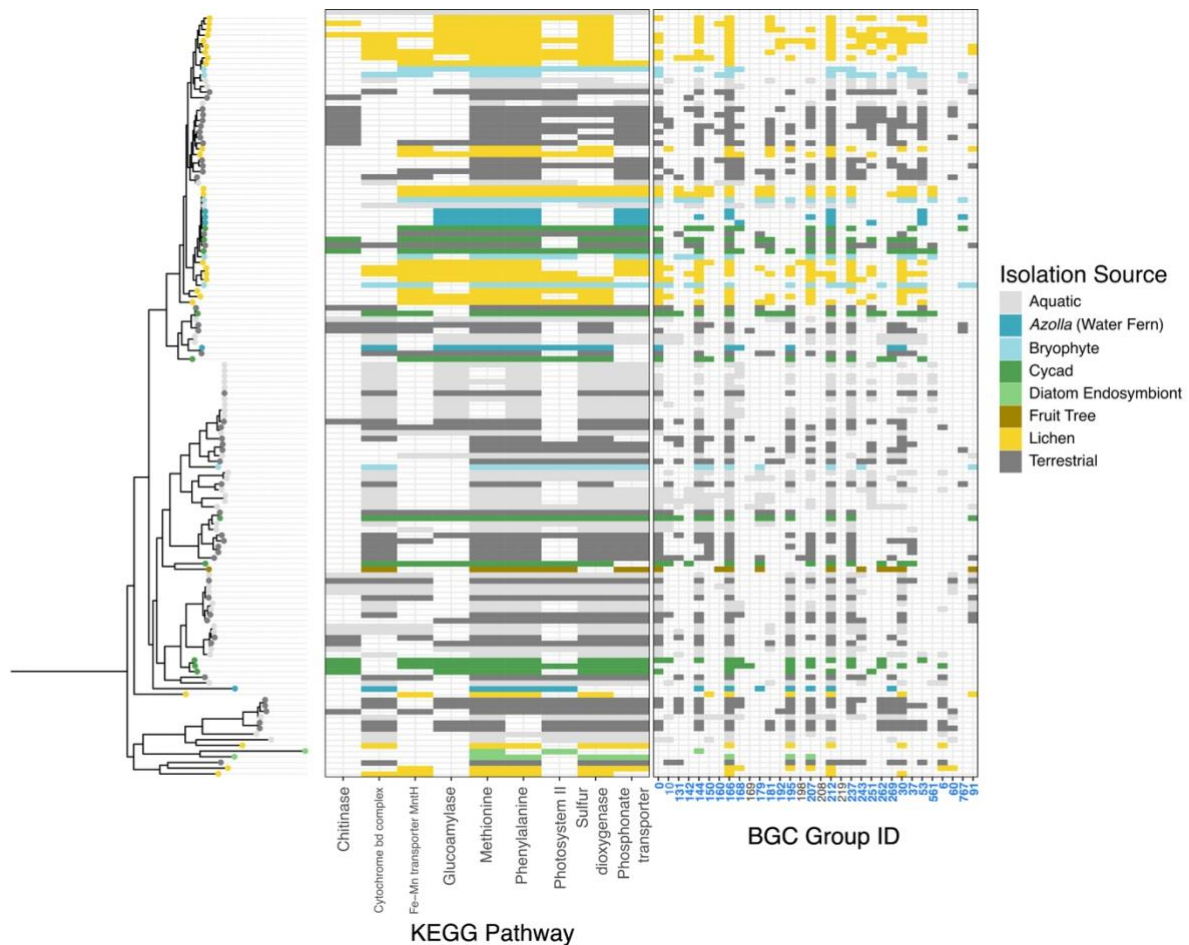 Isolation Source
Aquatic
Azolla (Water Fern)
Bryophyte
Cycad
Diatom Endosymbiont
Fruit Tree
Lichen
Terrestrial
Chitinase
Cytochrome bd complex
Fe-Mn transporter MntH
Glucoamylase
Methionine
Phenylalanine
Photosystem II
Sulfur
dioxygenase
Phosphonate
transporter
KEGG Pathway
0
10
131
142
144
150
160
166
168
169
179
181
192
195
198
207
208
212
219
237
243
251
262
269
30
37
53
561
6
60
767
91
BGC Group ID